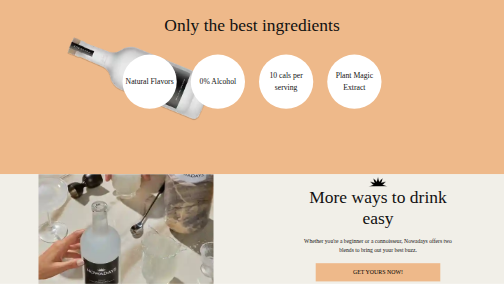 Only the best ingredients
Natural Flavors
0% Alcohol
10 cals per
serving
Plant Magic
Extract
NOWADAYS
More ways to drink
easy
Whether you're a beginner or a connoisseur, Nowadays offers two
blends to bring out your best buzz.
GET YOURS NOW!